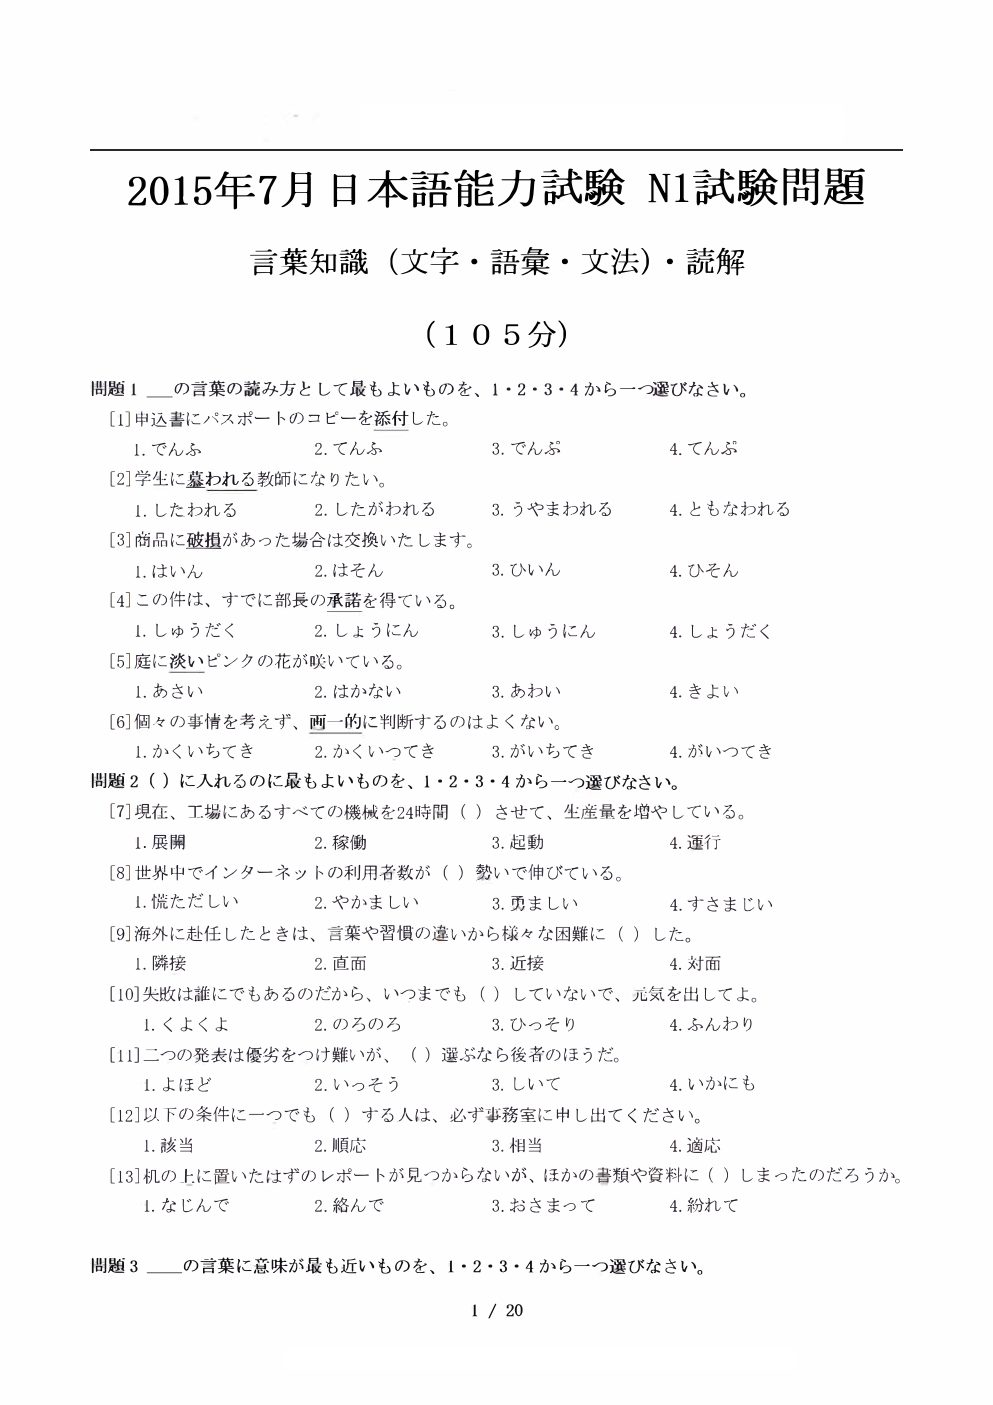 2015年7月日本語能力試験 N1試験問題
言葉知識（文字・語彙・文法）・読解
（１０５分）
問題1 ___の言葉の読み方として最もよいものを、1・2・3・4から一つ選びなさい。
[1]申込書にパスポートのコピーを添付した。
1.でんふ 2.てんふ 3.でんぷ 4.てんぷ
[2]学生に慕われる教師になりたい。
1.したわれる 2.したがわれる 3.うやまわれる 4.ともなわれる
[3]商品に破損があった場合は交換いたします。
1.はいん 2.はそん 3.ひいん 4.ひそん
[4]この件は、すでに部長の承諾を得ている。
1.しゅうだく 2.しょうにん 3.しゅうにん 4.しょうだく
[5]庭に淡いピンクの花が咲いている。
1.あさい 2.はかない 3.あわい 4.きよい
[6]個々の事情を考えず、画一的に判断するのはよくない。
1.かくいちてき 2.かくいつてき 3.がいちてき 4.がいつてき
問題2（ ）に入れるのに最もよいものを、1・2・3・4から一つ選びなさい。
[7]現在、工場にあるすべての機械を24時間（ ）させて、生産量を増やしている。
1.展開 2.稼働 3.起動 4.運行
[8]世界中でインターネットの利用者数が（ ）勢いで伸びている。
1.慌ただしい 2.やかましい 3.勇ましい 4.すさまじい
[9]海外に赴任したときは、言葉や習慣の違いから様々な困難に（ ）した。
1.隣接 2.直面 3.近接 4.対面
[10]失敗は誰にでもあるのだから、いつまでも（ ）していないで、元気を出してよ。
1.くよくよ 2.のろのろ 3.ひっそり 4.ふんわり
[11]二つの発表は優劣をつけ難いが、（ ）選ぶなら後者のほうだ。
1.よほど 2.いっそう 3.しいて 4.いかにも
[12]以下の条件に一つでも（ ）する人は、必ず事務室に申し出てください。
1.該当 2.順応 3.相当 4.適応
[13]机の上に置いたはずのレポートが見つからないが、ほかの書類や資料に（ ）しまったのだろうか。
1.なじんで 2.絡んで 3.おさまって 4.紛れて
問題3 ____の言葉に意味が最も近いものを、1・2・3・4から一つ選びなさい。
1 / 20